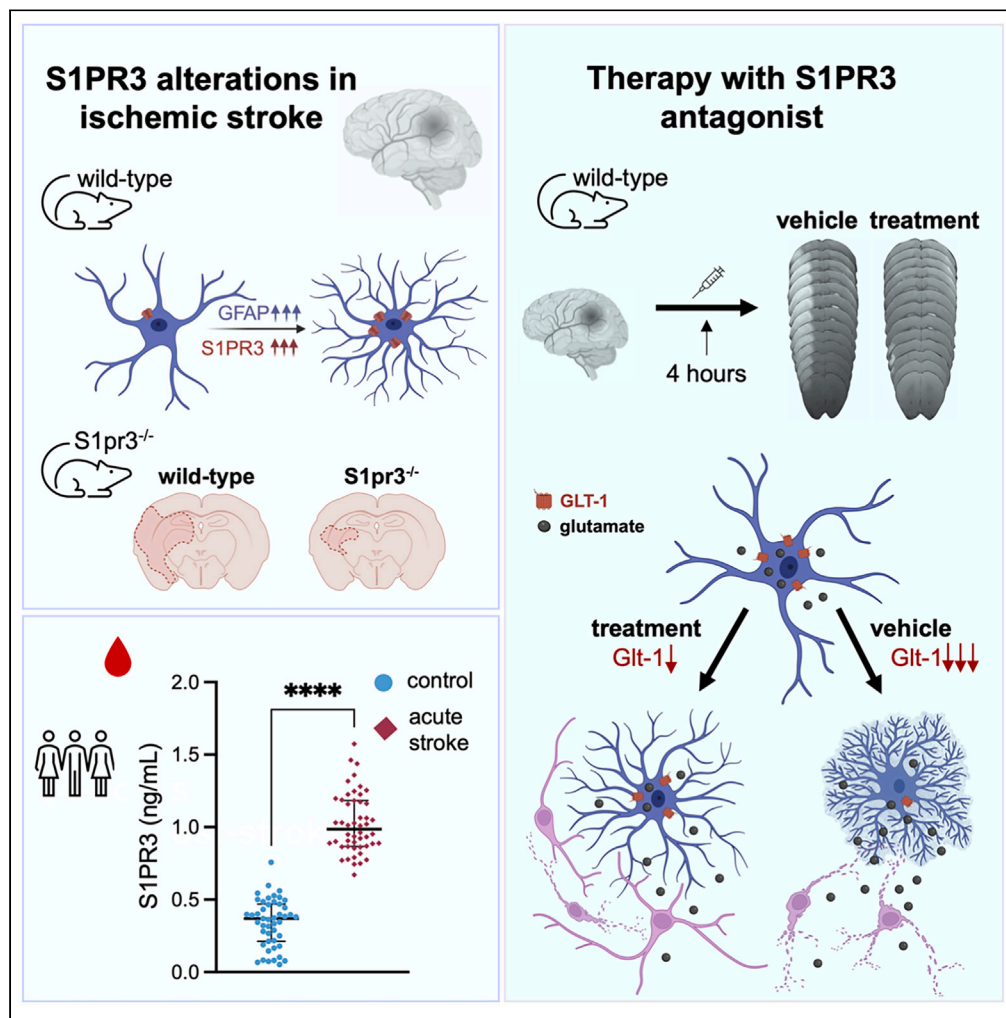 S1PR3 alterations in
ischemic stroke
wild-type
GFAP↑↑↑
S1PR3 ↑↑↑
S1pr3-/-
wild-type
S1pr3-/-
2.0
1.5
1.0
0.5
0.0
S1PR3 (ng/mL)
****
control
acute
stroke
Therapy with S1PR3
antagonist
wild-type
vehicle
treatment
4 hours
GLT-1
glutamate
treatment
Glt-1↓
vehicle
Glt-1↓↓↓